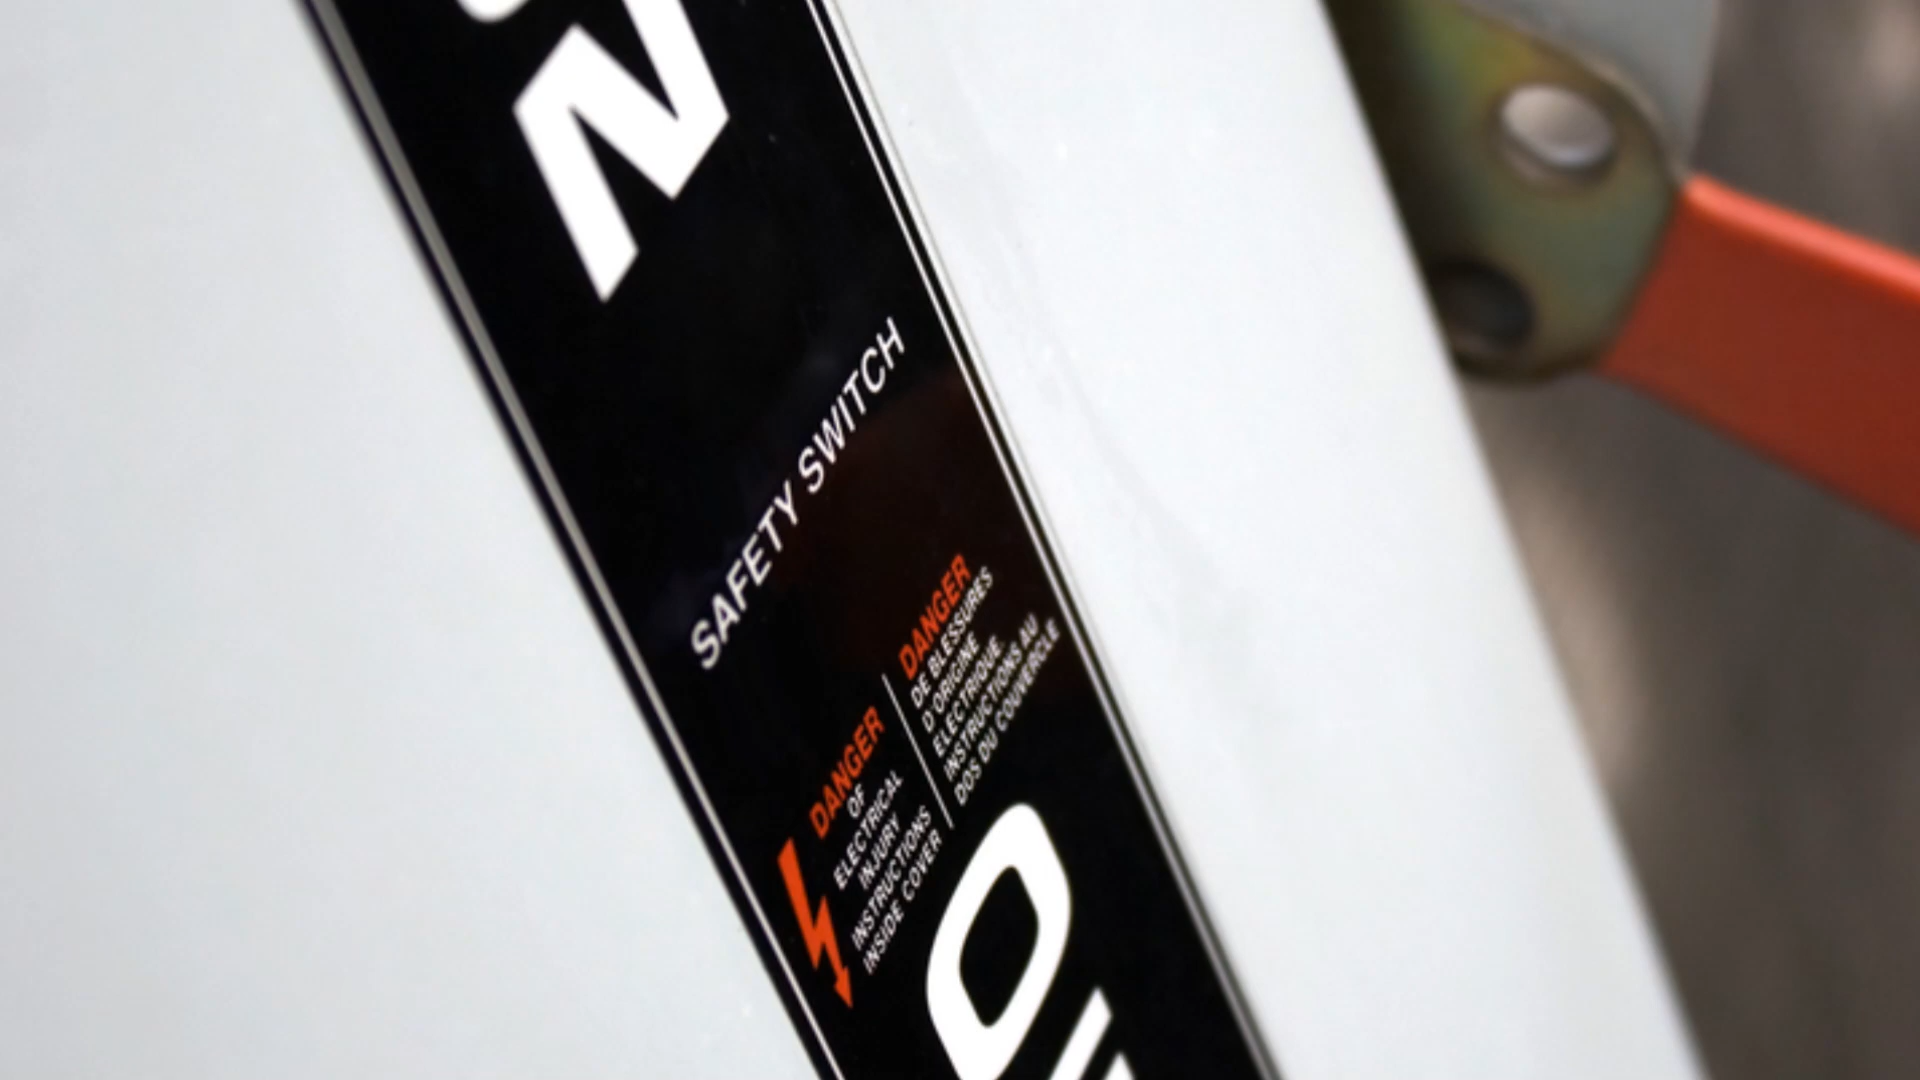 N
SAFETY SWITCH
DANGER
OF
ELECTRICAL
INJURY
INSTRUCTIONS
INSIDE COVER
DANGER
DE BLESSURES
D'ORIGINE
ELECTRIQUE
INSTRUCTIONS AU
DOS DU COUVERCLE
O